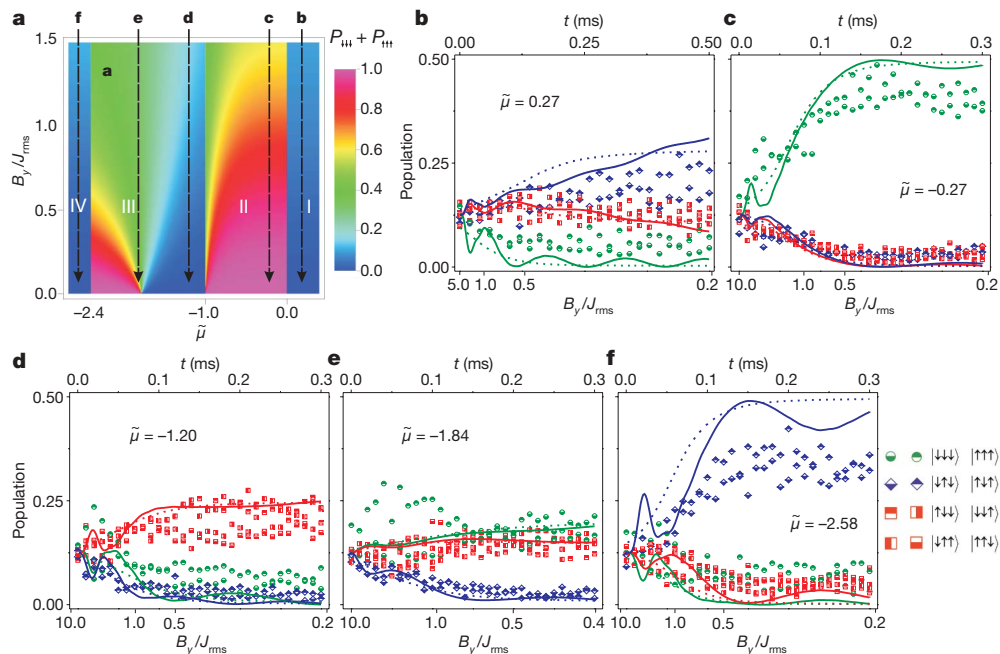 a
f e d c b
P↓↓↓ + P↑↑↑
1.5
1.0
0.5
0.0
B_y/J_rms
a
IV III II I
−2.4 −1.0 0.0
μ̃
1.0
0.8
0.6
0.4
0.2
0.0
b
t (ms)
0.00 0.25 0.50
0.50
0.25
0.00
Population
μ̃ = 0.27
5.0 1.0 0.5 0.2
B_y/J_rms
c
t (ms)
0.0 0.1 0.2 0.3
μ̃ = −0.27
10.0 1.0 0.5 0.2
B_y/J_rms
d
t (ms)
0.0 0.1 0.2 0.3
0.50
0.25
0.00
Population
μ̃ = −1.20
10.0 1.0 0.5 0.2
B_y/J_rms
e
t (ms)
0.0 0.1 0.2 0.3
μ̃ = −1.84
10.0 1.0 0.5 0.4
B_y/J_rms
f
t (ms)
0.0 0.1 0.2 0.3
μ̃ = −2.58
10.0 1.0 0.5 0.2
B_y/J_rms
|↓↓↓⟩ |↑↑↑⟩
|↓↑↓⟩ |↑↓↑⟩
|↑↓↓⟩ |↓↓↑⟩
|↓↑↑⟩ |↑↑↓⟩